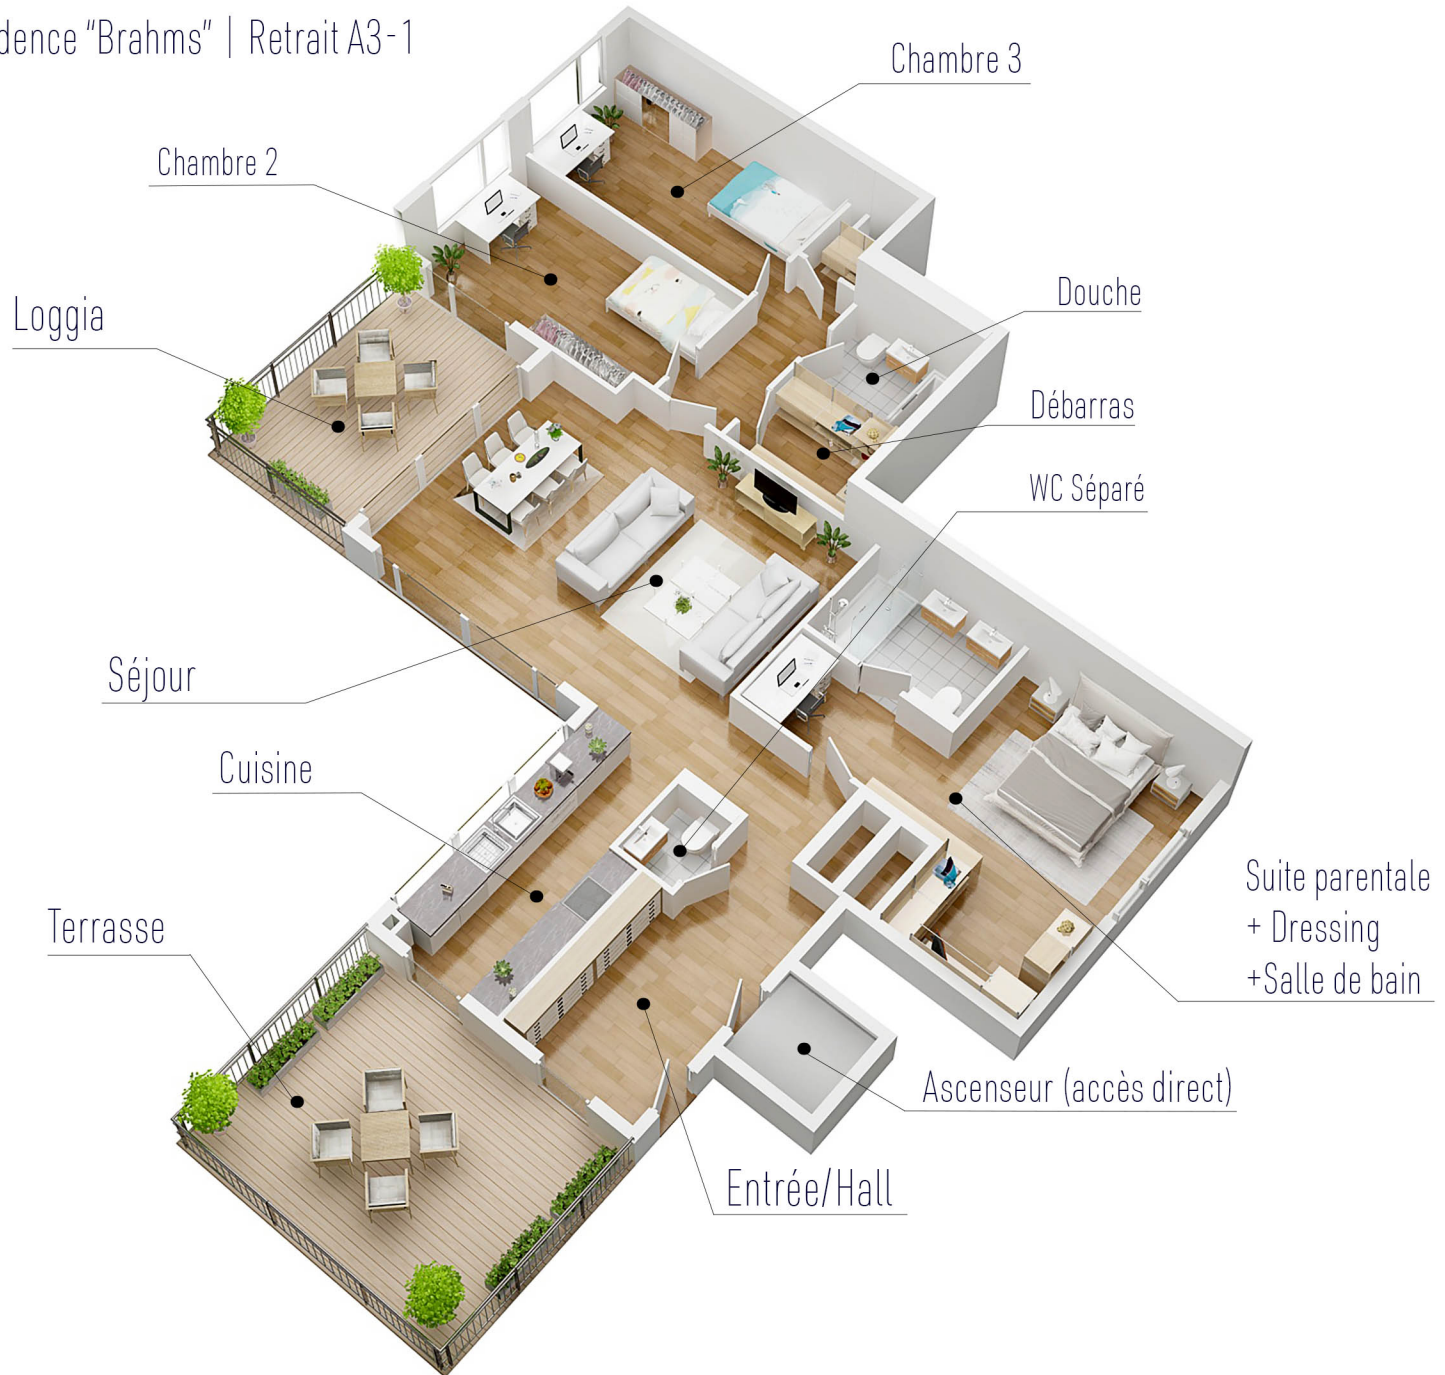 dence "Brahms" | Retrait A3-1
Chambre 3
Chambre 2
Douche
Loggia
Débarras
WC Séparé
Séjour
Cuisine
Suite parentale
+ Dressing
+Salle de bain
Terrasse
Ascenseur (accès direct)
Entrée/Hall